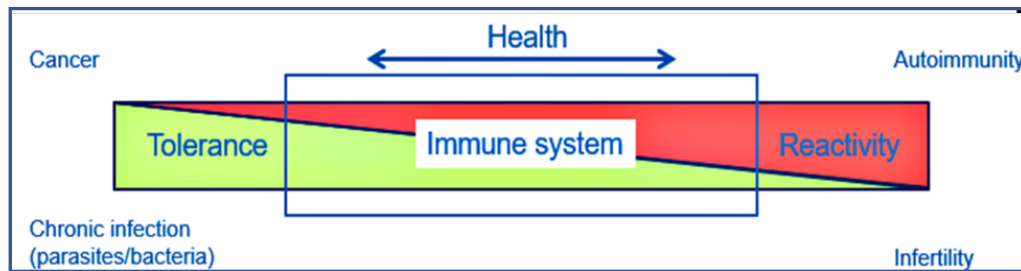 Health
Cancer
Autoimmunity
Tolerance
Immune system
Reactivity
Chronic infection
(parasites/bacteria)
Infertility